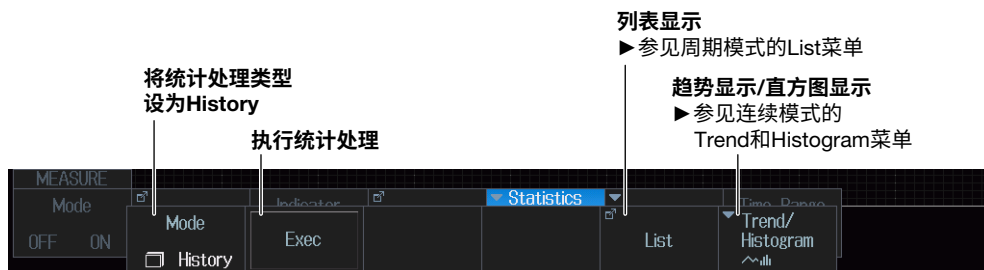 列表显示
▶参见周期模式的List菜单
将统计处理类型
设为History
趋势显示/直方图显示
▶参见连续模式的
Trend和Histogram菜单
执行统计处理
MEASURE
Mode
Indicator
Statistics
Time Range
OFF ON
Mode
History
Exec
List
Trend/
Histogram